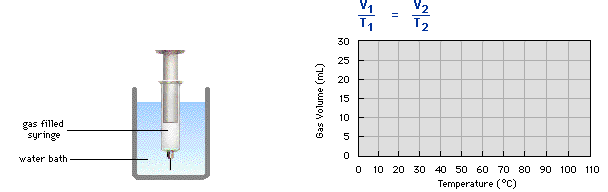 gas filled
syringe
water bath
V1 = V2
T1 T2
Gas Volume (mL)
30
25
20
15
10
5
0
0 10 20 30 40 50 60 70 80 90 100 110
Temperature (°C)